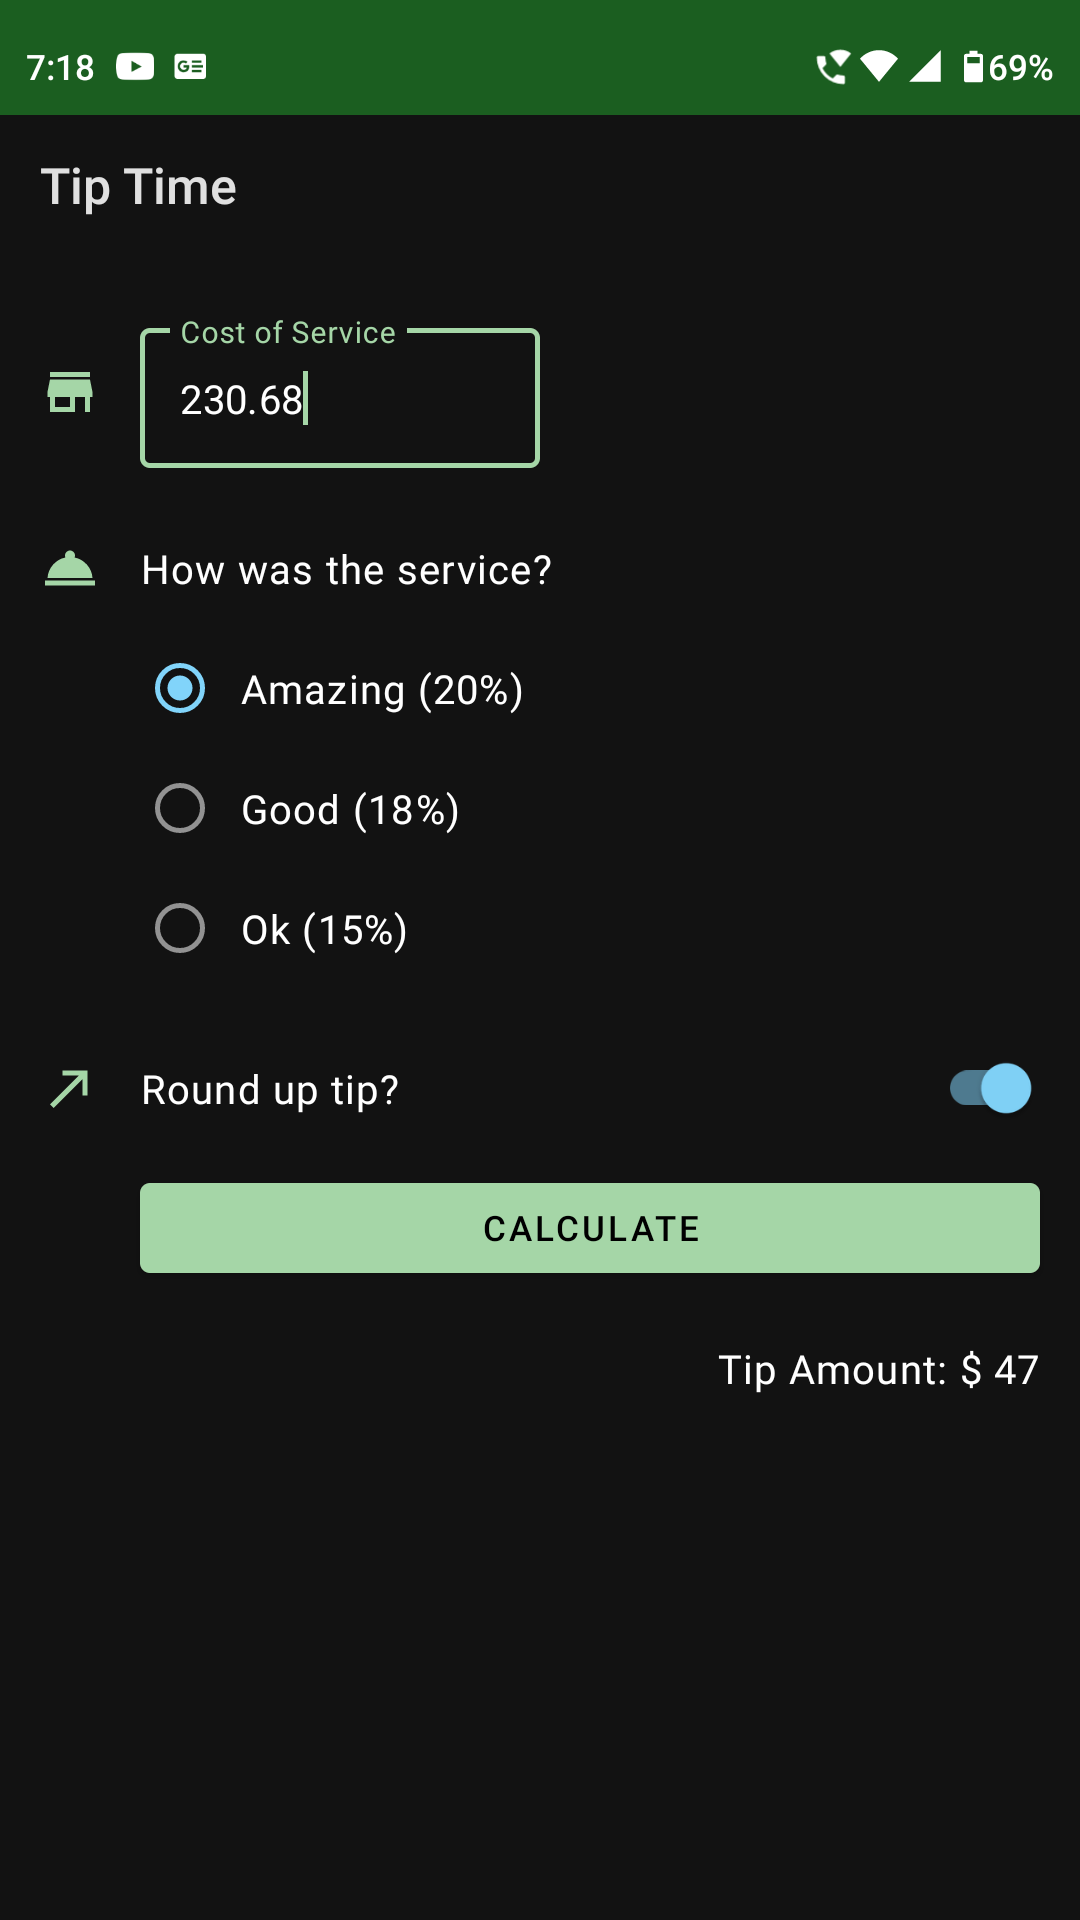 7:18 69%
Tip Time
Cost of Service
230.68
How was the service?
Amazing (20%)
Good (18%)
Ok (15%)
Round up tip?
CALCULATE
Tip Amount: $ 47